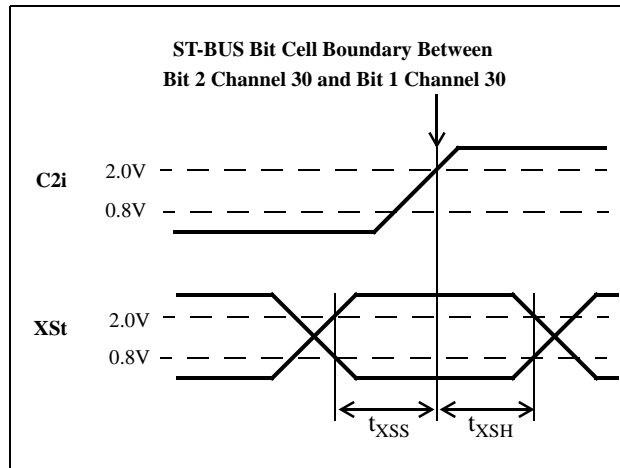 ST-BUS Bit Cell Boundary Between
Bit 2 Channel 30 and Bit 1 Channel 30
C2i
2.0V
0.8V
XSt
2.0V
0.8V
tXSS
tXSH